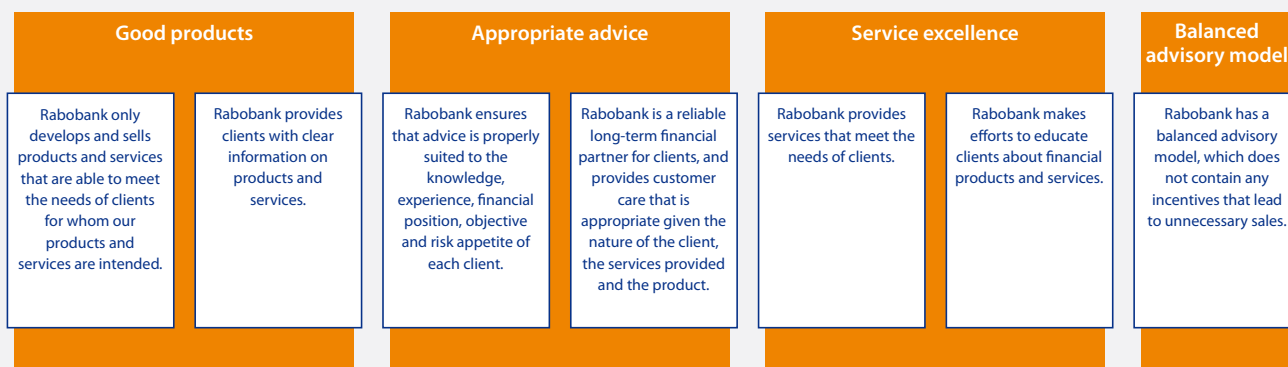 Good products
Rabobank only
develops and sells
products and services
that are able to meet
the needs of clients
for whom our
products and
services are intended.
Rabobank provides
clients with clear
information on
products and
services.
Appropriate advice
Rabobank ensures
that advice is properly
suited to the
knowledge,
experience, financial
position, objective
and risk appetite of
each client.
Rabobank is a reliable
long-term financial
partner for clients, and
provides customer
care that is
appropriate given the
nature of the client,
the services provided
and the product.
Service excellence
Rabobank provides
services that meet the
needs of clients.
Rabobank makes
efforts to educate
clients about financial
products and services.
Balanced
advisory model
Rabobank has a
balanced advisory
model, which does
not contain any
incentives that lead
to unnecessary sales.